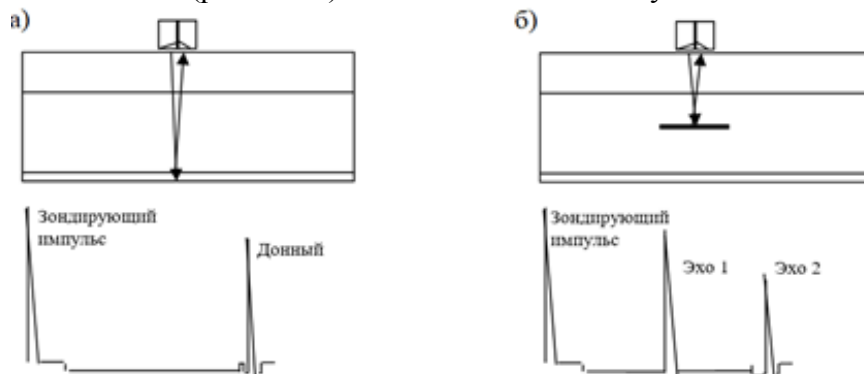 а)
б)
Зондирующий
импульс
Донный
Зондирующий
импульс
Эхо 1
Эхо 2